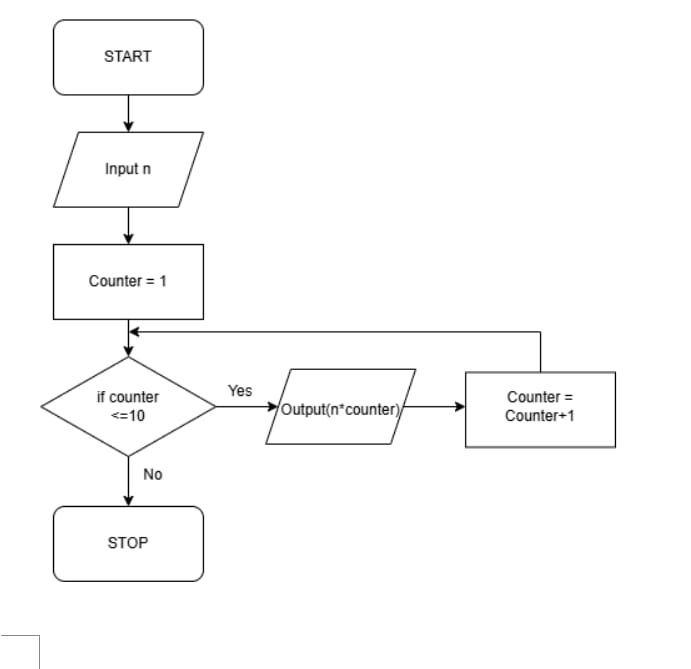 START
Input n
Counter = 1
if counter
<=10
Yes
Output(n*counter)
Counter =
Counter+1
No
STOP